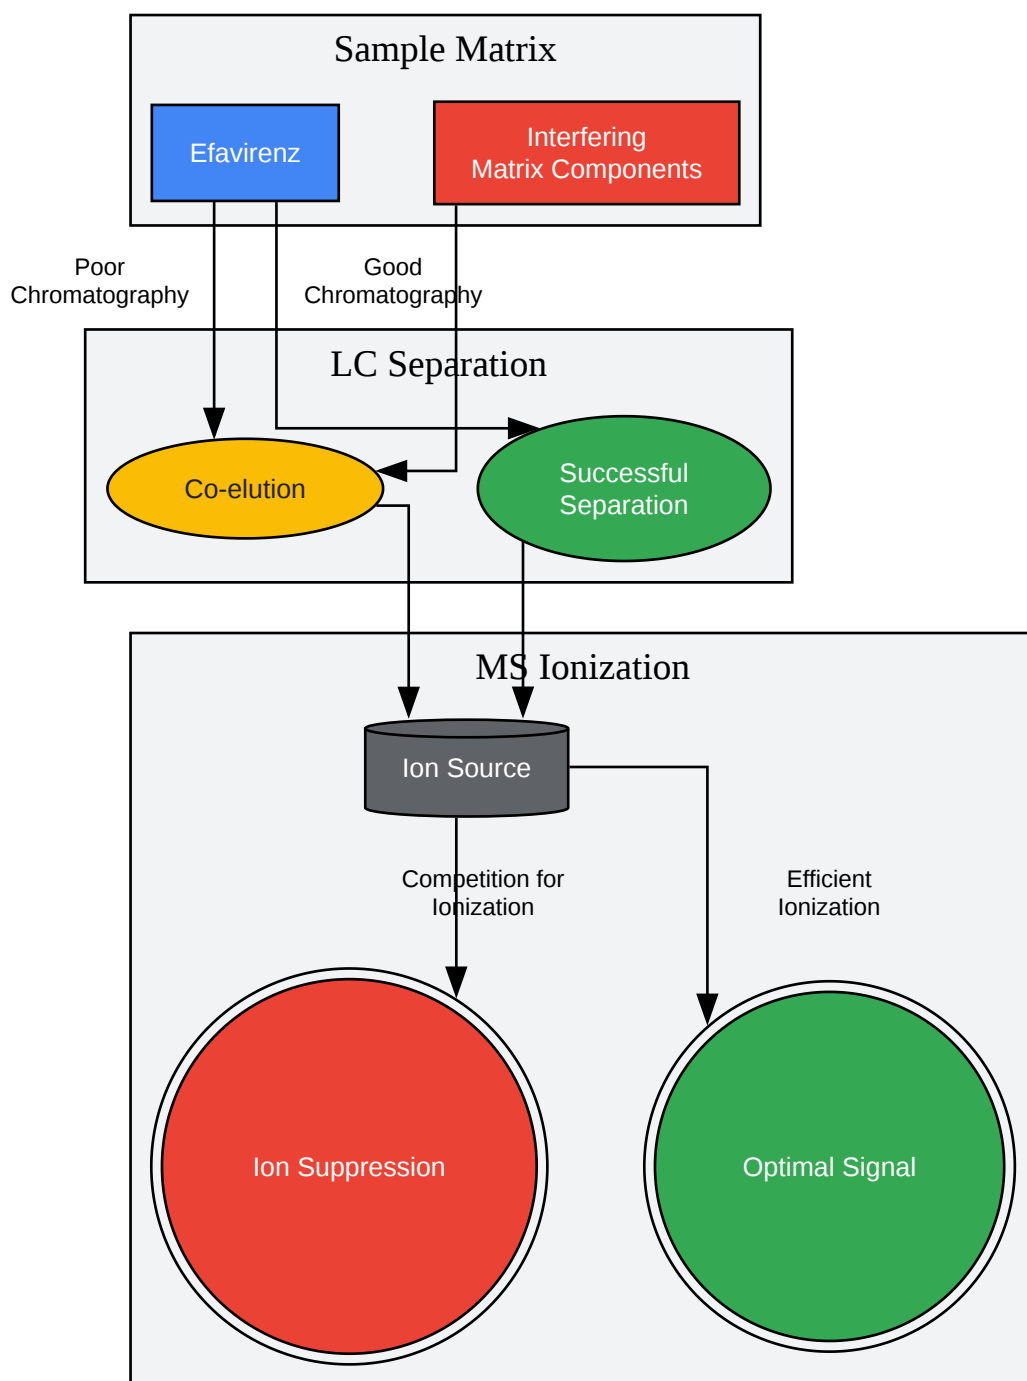 Sample Matrix
Efavirenz
Interfering
Matrix Components
Poor
Chromatography
Good
Chromatography
LC Separation
Co-elution
Successful
Separation
MS Ionization
Ion Source
Competition for
Ionization
Efficient
Ionization
Ion Suppression
Optimal Signal